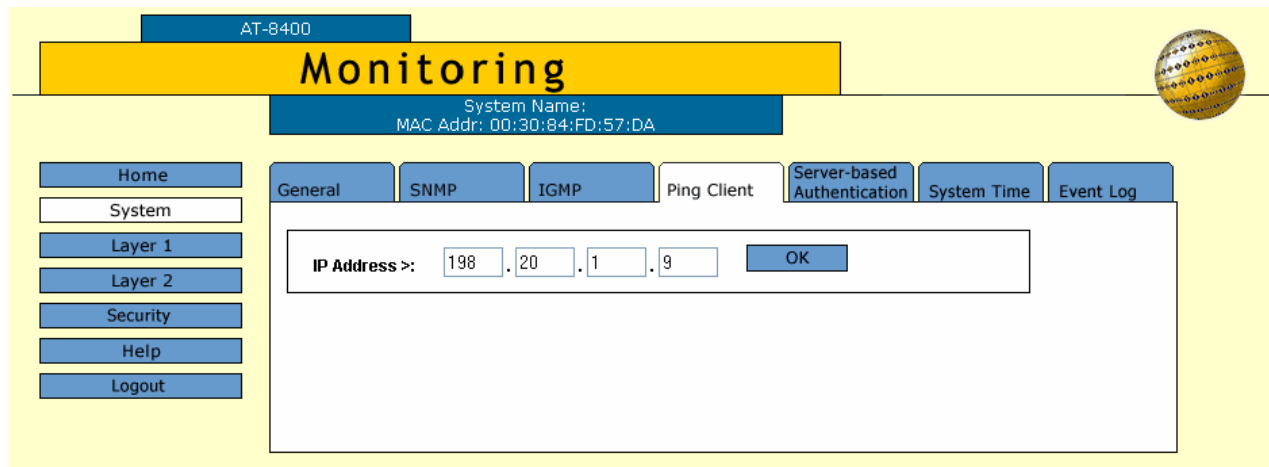 AT-8400
Monitoring
System Name:
MAC Addr: 00:30:84:FD:57:DA
Home
System
Layer 1
Layer 2
Security
Help
Logout
General SNMP IGMP Ping Client Server-based Authentication System Time Event Log
IP Address >: 198 . 20 . 1 . 9 OK